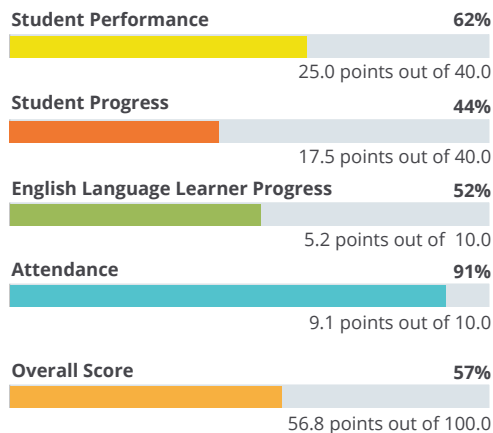 Student Performance 62%
25.0 points out of 40.0
Student Progress 44%
17.5 points out of 40.0
English Language Learner Progress 52%
5.2 points out of 10.0
Attendance 91%
9.1 points out of 10.0
Overall Score 57%
56.8 points out of 100.0